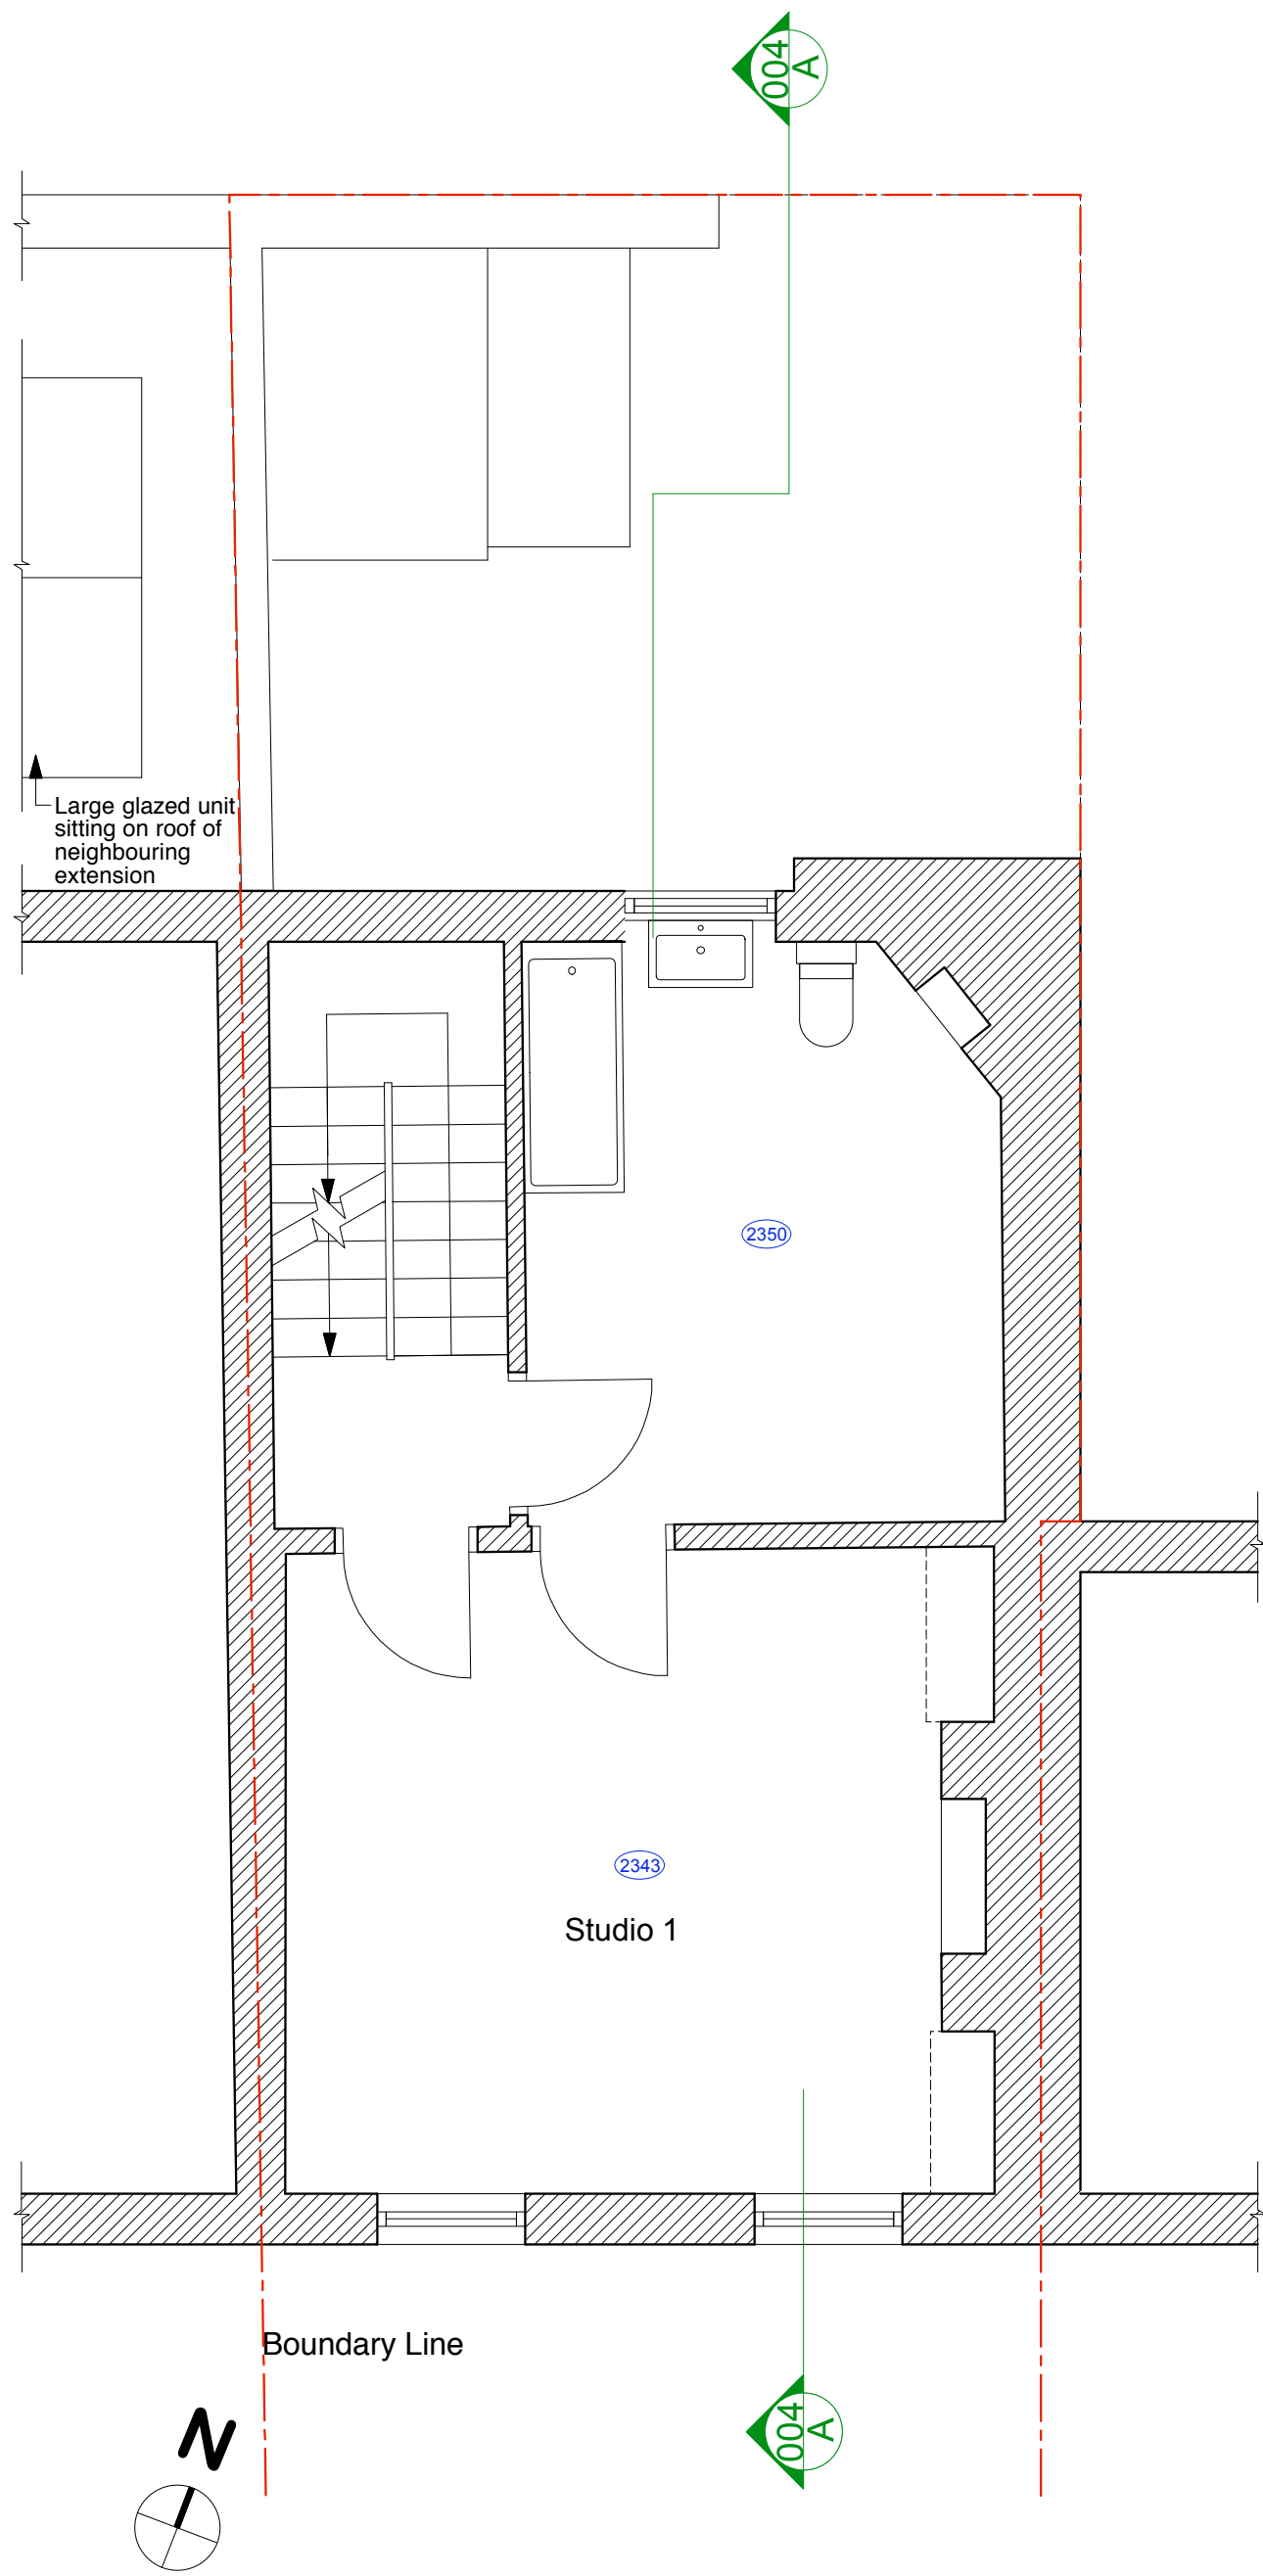 004
A
Large glazed unit
sitting on roof of
neighbouring
extension
2350
2343
Studio 1
Boundary Line
N
004
A